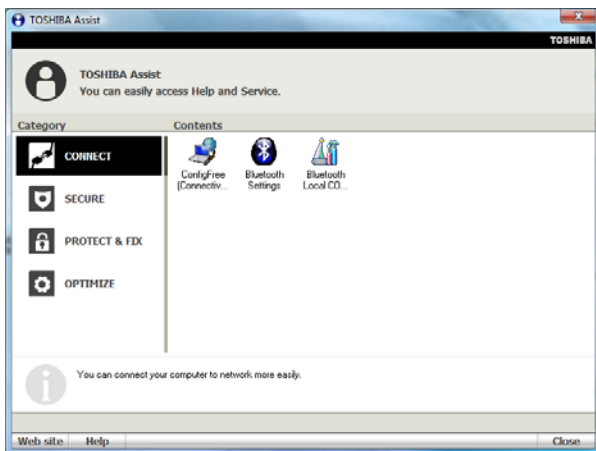 TOSHIBA Assist
TOSHIBA
TOSHIBA Assist
You can easily access Help and Service.
Category
Contents
CONNECT
SECURE
PROTECT & FIX
OPTIMIZE
ConfigFree
(Connectiv...
Bluetooth
Settings
Bluetooth
Local CO...
You can connect your computer to network more easily.
Web site
Help
Close